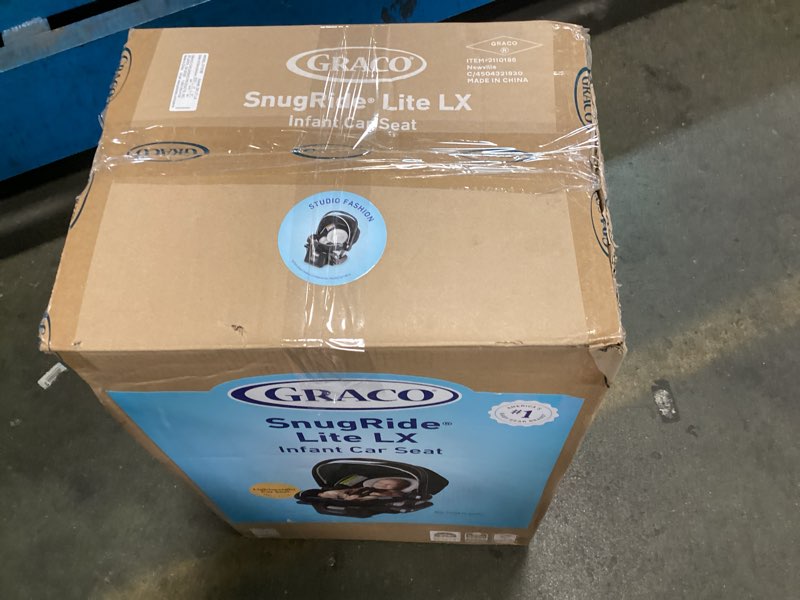 GRACO
GRACO
ITEM#2110186
Newville
C/4504331830
MADE IN CHINA
SnugRide® Lite LX
Infant Car Seat
GRACO
STUDIO FASHION
GRACO
SnugRide®
Lite LX
Infant Car Seat
#1